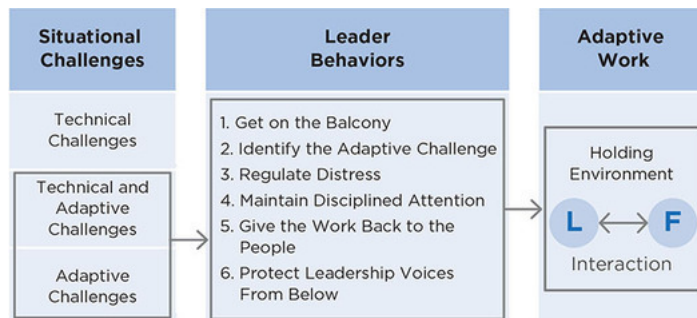 Situational
Challenges
Leader
Behaviors
Adaptive
Work
Technical
Challenges
Technical and
Adaptive
Challenges
Adaptive
Challenges
1. Get on the Balcony
2. Identify the Adaptive Challenge
3. Regulate Distress
4. Maintain Disciplined Attention
5. Give the Work Back to the
People
6. Protect Leadership Voices
From Below
Holding
Environment
L F
Interaction